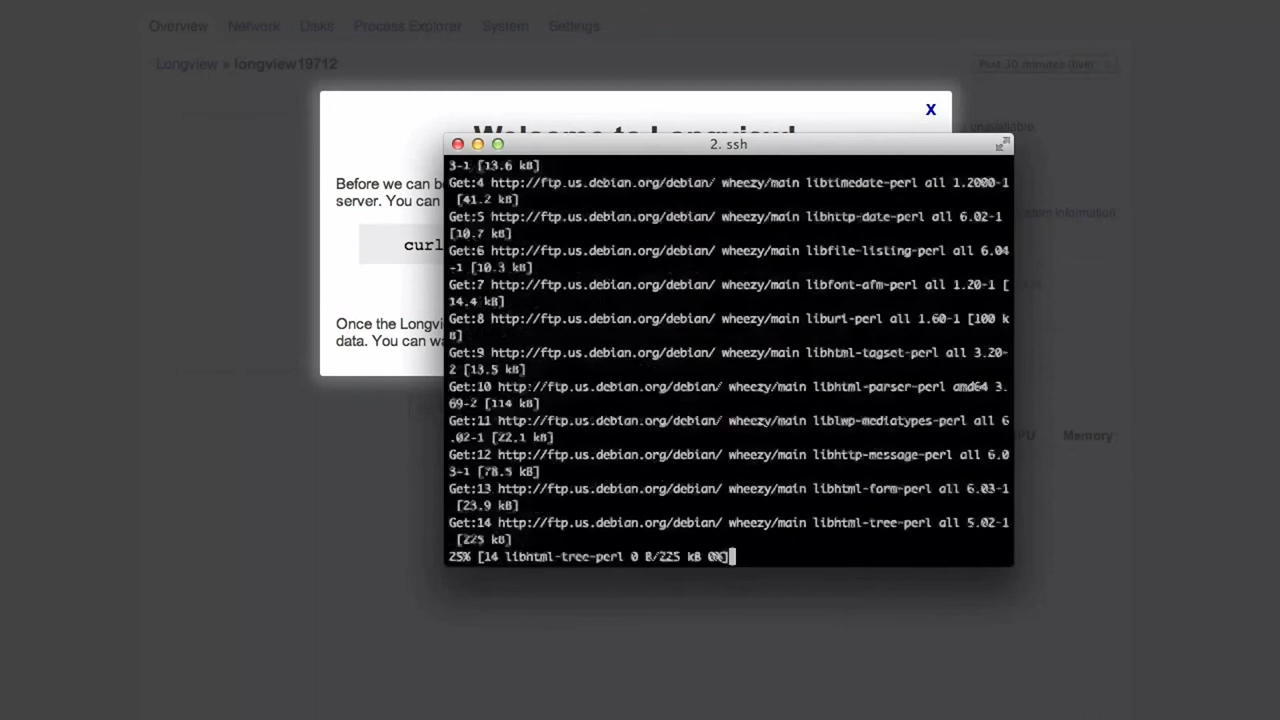 Overview Network Disks Process Explorer System Settings
Longview » longview19712
Past 30 minutes (live)
X
Welcome to Longview!
unavailable.
2. ssh
Before we can be
server. You can
curl
Once the Longvi
data. You can wa
3-1 [13.6 kB]
Get:4 http://ftp.us.debian.org/debian/ wheezy/main libtimedate-perl all 1.2000-1
[41.2 kB]
Get:5 http://ftp.us.debian.org/debian/ wheezy/main libhttp-date-perl all 6.02-1
[10.7 kB]
Get:6 http://ftp.us.debian.org/debian/ wheezy/main libfile-listing-perl all 6.04
-1 [10.3 kB]
Get:7 http://ftp.us.debian.org/debian/ wheezy/main libfont-afm-perl all 1.20-1 [
14.4 kB]
Get:8 http://ftp.us.debian.org/debian/ wheezy/main liburi-perl all 1.60-1 [100 k
B]
Get:9 http://ftp.us.debian.org/debian/ wheezy/main libhtml-tagset-perl all 3.20-
2 [13.5 kB]
Get:10 http://ftp.us.debian.org/debian/ wheezy/main libhtml-parser-perl amd64 3.
69-2 [114 kB]
Get:11 http://ftp.us.debian.org/debian/ wheezy/main liblwp-mediatypes-perl all 6
.02-1 [22.1 kB]
Get:12 http://ftp.us.debian.org/debian/ wheezy/main libhttp-message-perl all 6.0
3-1 [78.5 kB]
Get:13 http://ftp.us.debian.org/debian/ wheezy/main libhtml-form-perl all 6.03-1
[23.9 kB]
Get:14 http://ftp.us.debian.org/debian/ wheezy/main libhtml-tree-perl all 5.02-1
[225 kB]
25% [14 libhtml-tree-perl 0 B/225 kB 0%]
stem Information
PU Memory